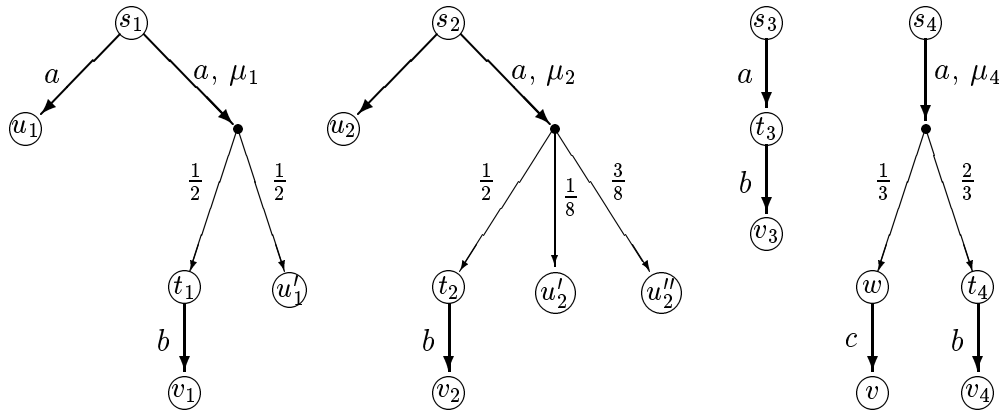 s₁ s₂ s₃ s₄
a a, μ₁ a, μ₂ a a, μ₄
u₁ u₂ t₃
1/2 1/2 1/2 1/8 3/8 b 1/3 2/3
v₃
t₁ u′₁ t₂ u′₂ u″₂ w t₄
b b c b
v₁ v₂ v v₄